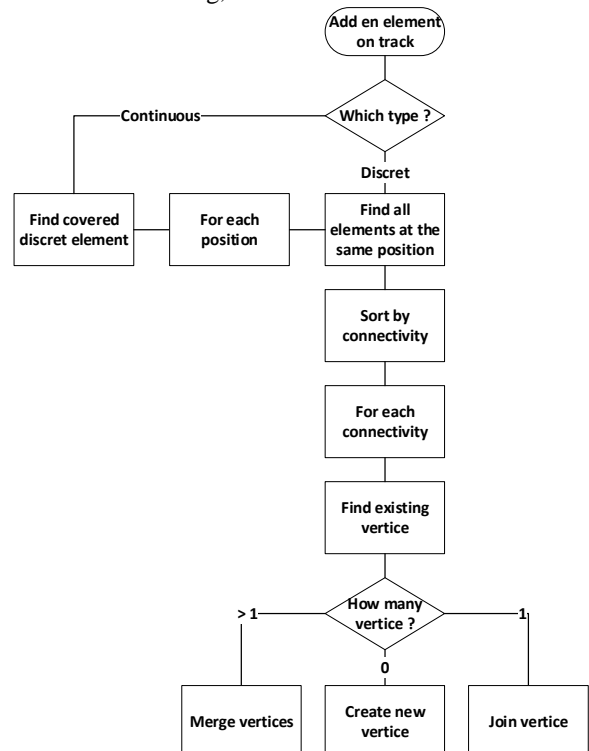 Add en element
on track
Continuous
Which type ?
Discret
Find covered
discret element
For each
position
Find all
elements at the
same position
Sort by
connectivity
For each
connectivity
Find existing
vertice
> 1
How many
vertice ?
1
0
Merge vertices
Create new
vertice
Join vertice